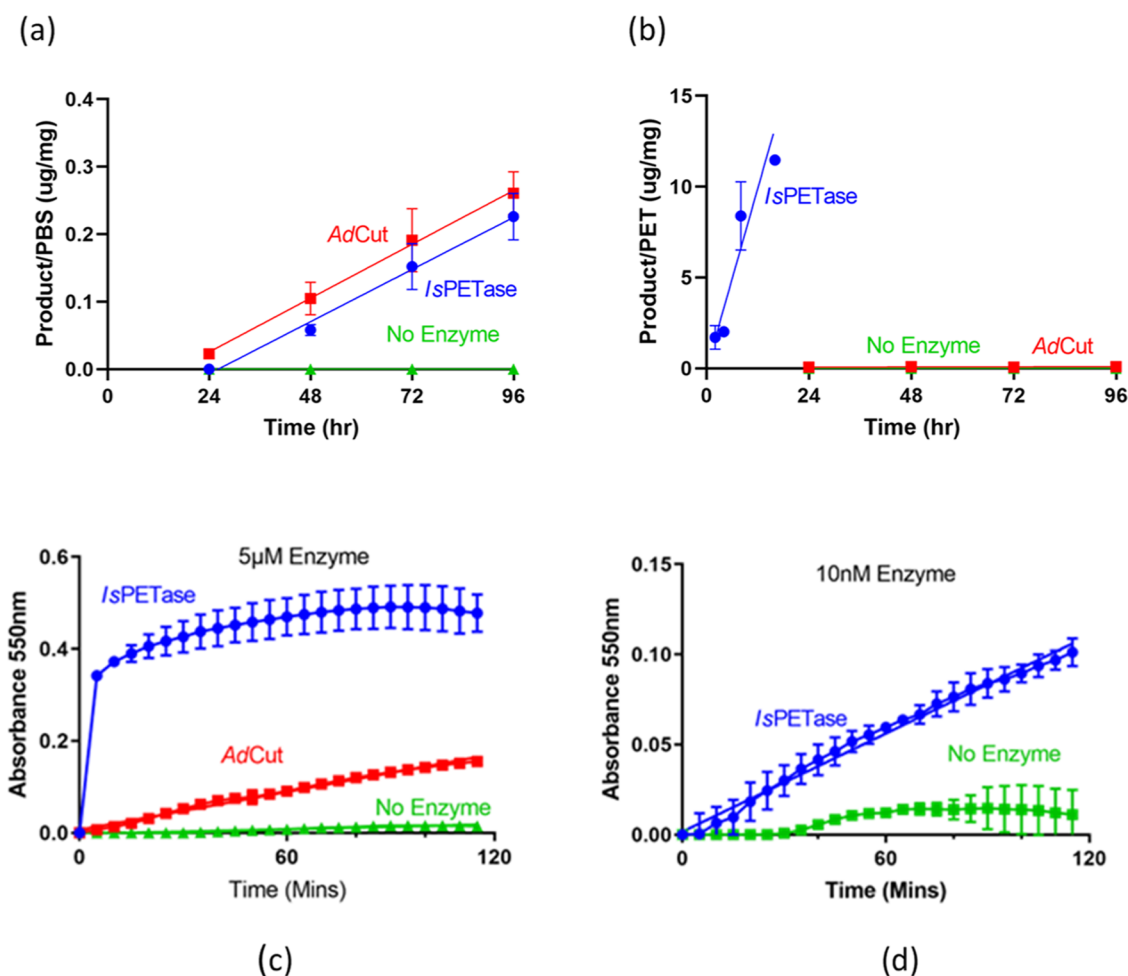 (a)
0.4
0.3
0.2
0.1
0.0
Product/PBS (ug/mg)
AdCut
IsPETase
No Enzyme
0 24 48 72 96
Time (hr)
(b)
15
10
5
0
Product/PET (ug/mg)
IsPETase
No Enzyme AdCut
0 24 48 72 96
Time (hr)
5µM Enzyme
0.6
0.4
0.2
0.0
Absorbance 550nm
IsPETase
AdCut
No Enzyme
0 60 120
Time (Mins)
(c)
10nM Enzyme
0.15
0.10
0.05
0.00
Absorbance 550nm
IsPETase
No Enzyme
0 60 120
Time (Mins)
(d)